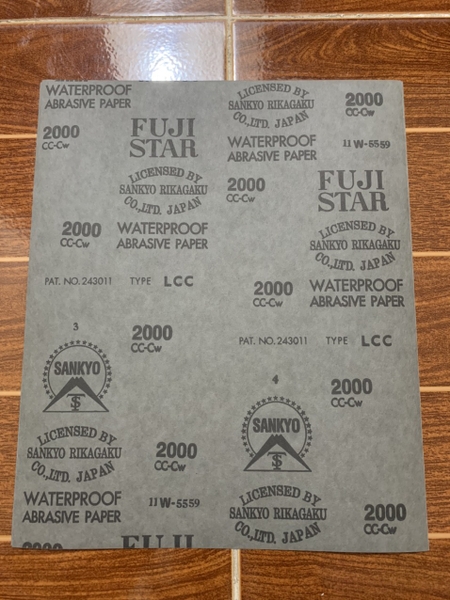 WATERPROOF
ABRASIVE PAPER
2000
CC-Cw
FUJI
STAR
LICENSED BY
SANKYO RIKAGAKU
CO.,LTD. JAPAN
2000
CC-Cw
WATERPROOF
ABRASIVE PAPER
PAT. NO. 243011 TYPE LCC
3
SANKYO
2000
CC-Cw
LICENSED BY
SANKYO RIKAGAKU
CO.,LTD. JAPAN
2000
CC-Cw
WATERPROOF
ABRASIVE PAPER
11W-5559
2000
FUJI
LICENSED BY
SANKYO RIKAGAKU
CO.,LTD. JAPAN
2000
CC-Cw
WATERPROOF
ABRASIVE PAPER
11W-5559
2000
CC-Cw
FUJI
STAR
LICENSED BY
SANKYO RIKAGAKU
CO.,LTD. JAPAN
2000
CC-Cw
WATERPROOF
ABRASIVE PAPER
PAT. NO. 243011 TYPE LCC
4
SANKYO
2000
CC-Cw
LICENSED BY
SANKYO RIKAGAKU
CO.,LTD. JAPAN
2000
CC-Cw